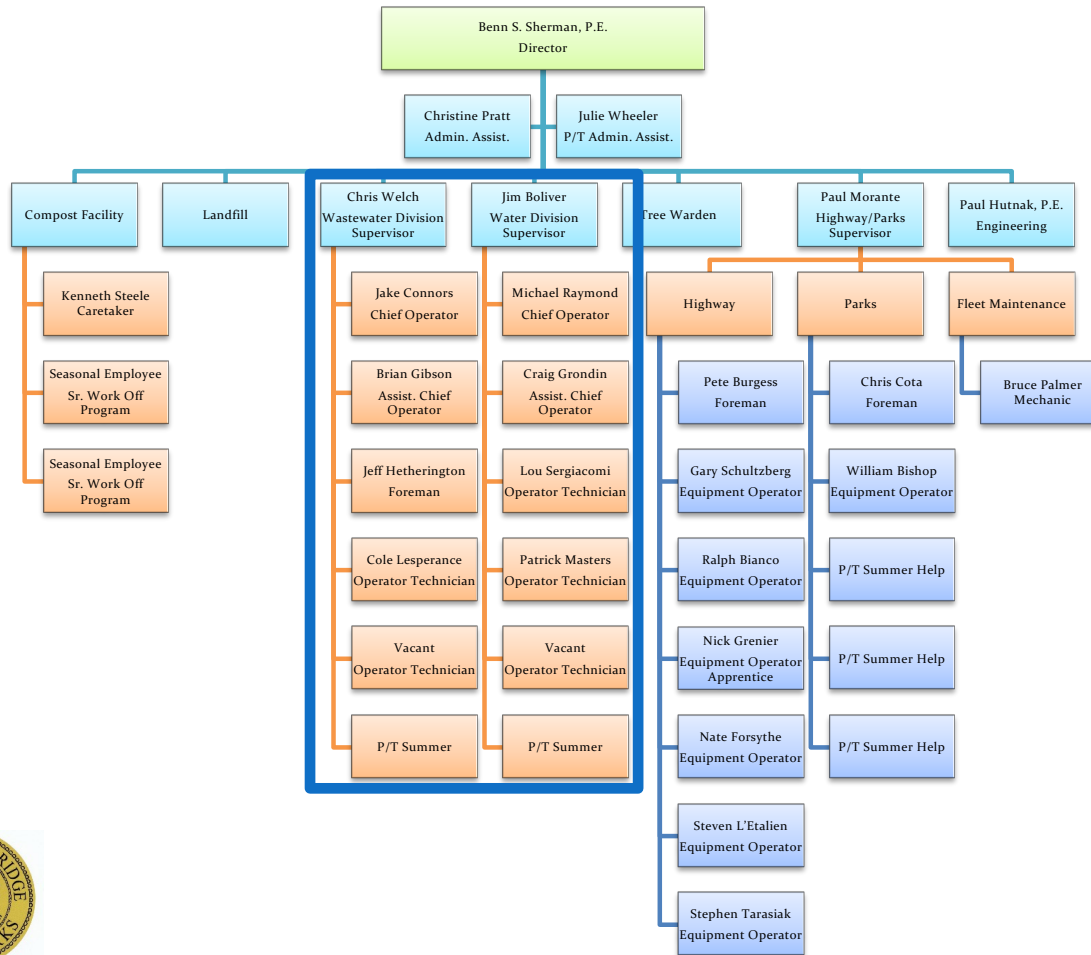 Benn S. Sherman, P.E.
Director
Christine Pratt
Admin. Assist.
Julie Wheeler
P/T Admin. Assist.
Compost Facility
Landfill
Chris Welch
Wastewater Division
Supervisor
Jim Boliver
Water Division
Supervisor
Tree Warden
Paul Morante
Highway/Parks
Supervisor
Paul Hutnak, P.E.
Engineering
Kenneth Steele
Caretaker
Seasonal Employee
Sr. Work Off
Program
Seasonal Employee
Sr. Work Off
Program
Jake Connors
Chief Operator
Brian Gibson
Assist. Chief
Operator
Jeff Hetherington
Foreman
Cole Lesperance
Operator Technician
Vacant
Operator Technician
P/T Summer
Michael Raymond
Chief Operator
Craig Grondin
Assist. Chief
Operator
Lou Sergiacomi
Operator Technician
Patrick Masters
Operator Technician
Vacant
Operator Technician
P/T Summer
Highway
Pete Burgess
Foreman
Gary Schultzberg
Equipment Operator
Ralph Bianco
Equipment Operator
Nick Grenier
Equipment Operator
Apprentice
Nate Forsythe
Equipment Operator
Steven L'Etalien
Equipment Operator
Stephen Tarasiak
Equipment Operator
Parks
Chris Cota
Foreman
William Bishop
Equipment Operator
P/T Summer Help
P/T Summer Help
P/T Summer Help
Fleet Maintenance
Bruce Palmer
Mechanic